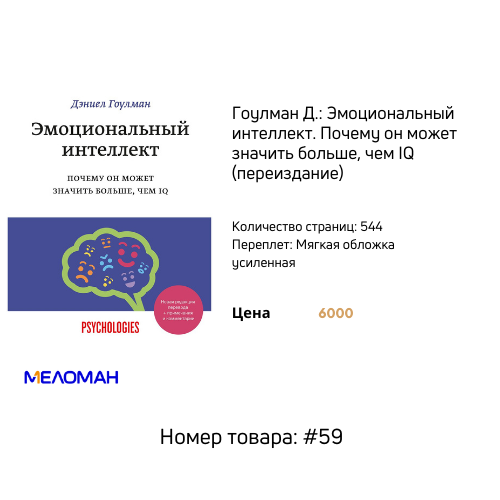 Дэниел Гоулман
Эмоциональный
интеллект
ПОЧЕМУ ОН МОЖЕТ
ЗНАЧИТЬ БОЛЬШЕ, ЧЕМ IQ
PSYCHOLOGIES
перевода
МЕЛОМАН
Гоулман Д.: Эмоциональный
интеллект. Почему он может
значить больше, чем IQ
(переиздание)
Количество страниц: 544
Переплет: Мягкая обложка
усиленная
Цена 6000
Номер товара: #59